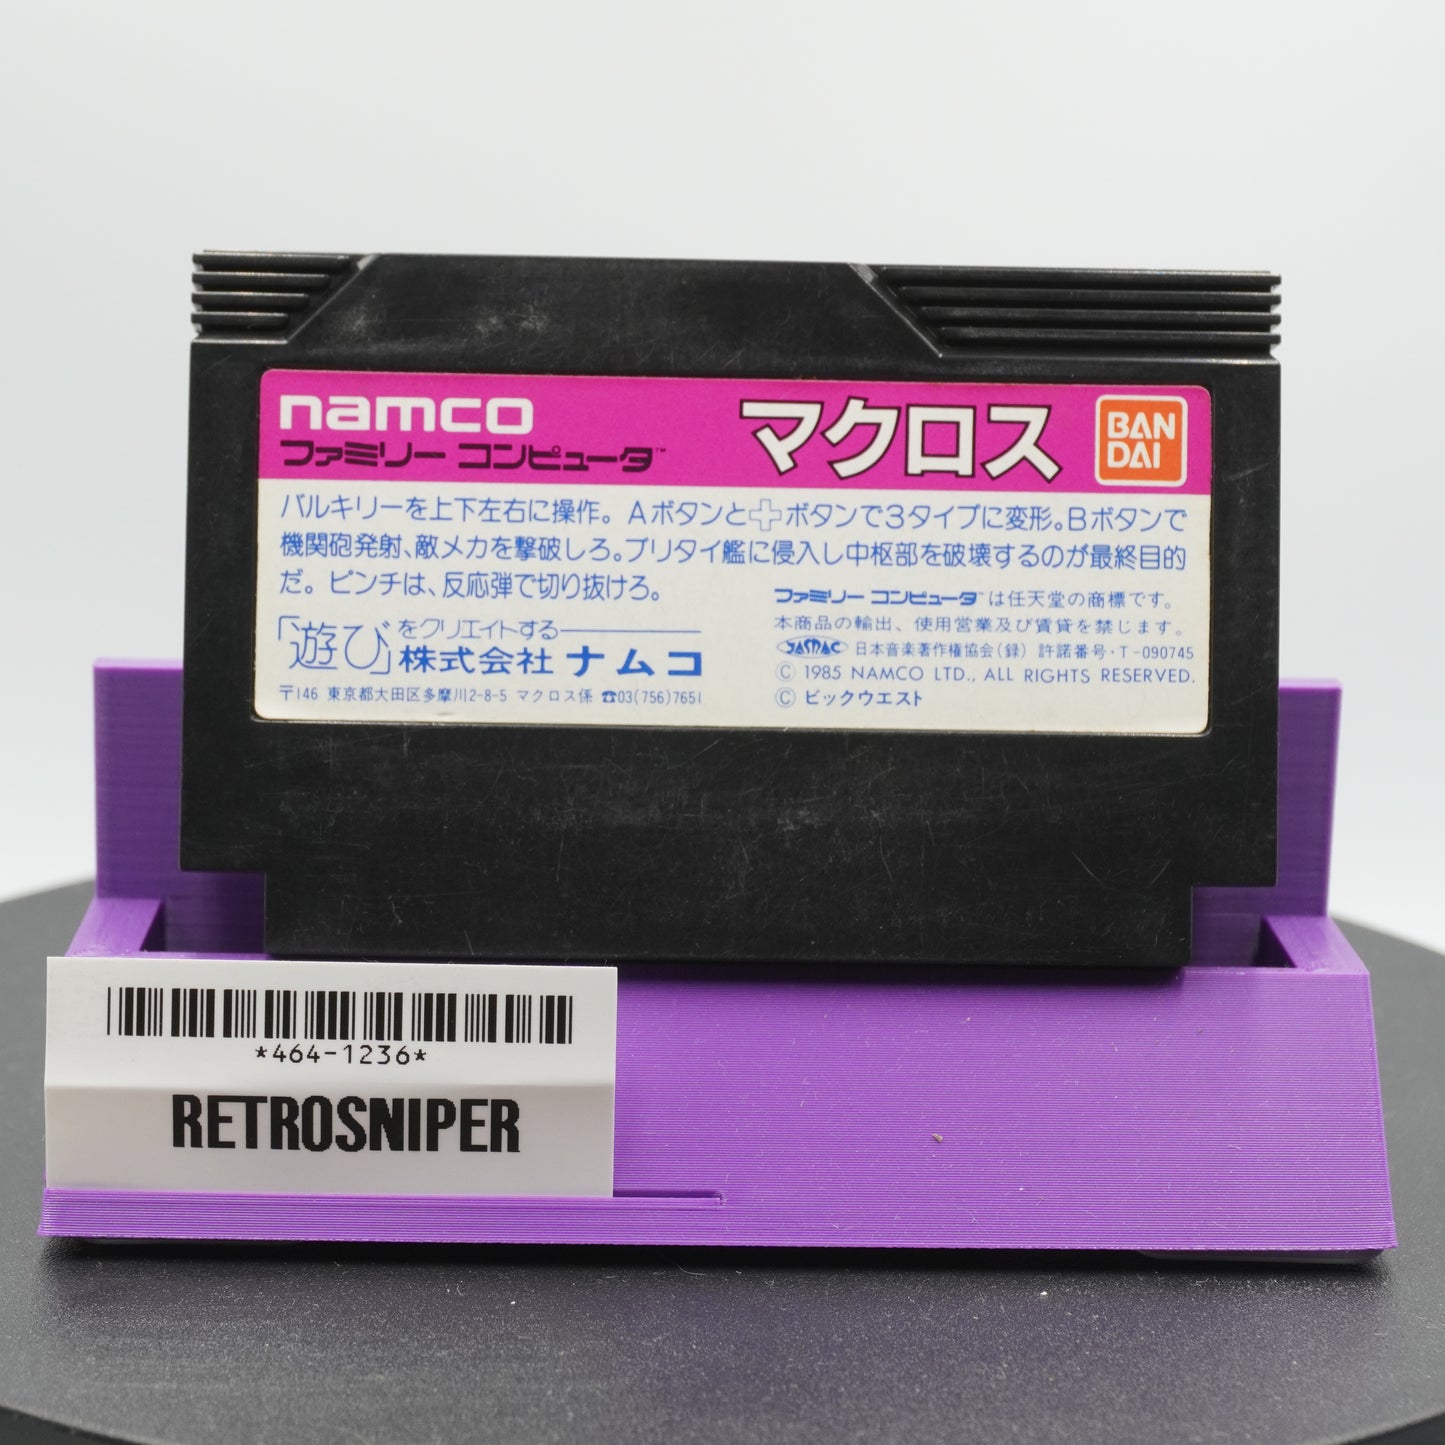 namco
ファミリー コンピュータ™
マクロス
BAN
DAI
バルキリーを上下左右に操作。Aボタンと✚ボタンで3タイプに変形。Bボタンで
機関砲発射、敵メカを撃破しろ。ブリタイ艦に侵入し中枢部を破壊するのが最終目的
だ。ピンチは、反応弾で切り抜けろ。
「遊び」をクリエイトする
株式会社 ナムコ
〒146 東京都大田区多摩川2-8-5 マクロス係 ☎03(756)7651
ファミリー コンピュータ™は任天堂の商標です。
本商品の輸出、使用営業及び賃貸を禁じます。
JASRAC 日本音楽著作権協会(録) 許諾番号・T-090745
© 1985 NAMCO LTD., ALL RIGHTS RESERVED.
© ビックウエスト
*464-1236*
RETROSNIPER